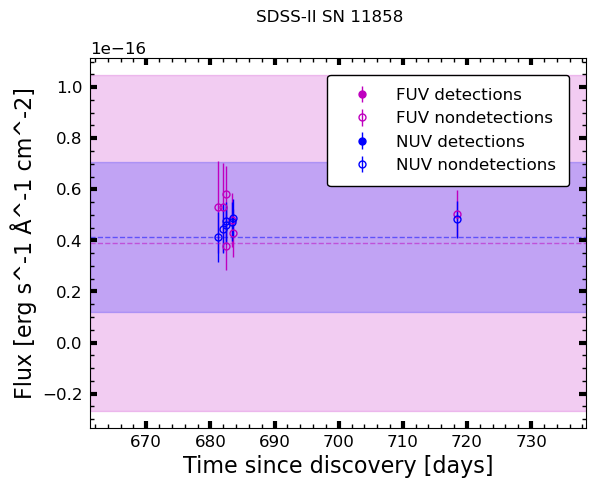 SDSS-II SN 11858
1e−16
FUV detections
FUV nondetections
NUV detections
NUV nondetections
1.0
0.8
0.6
0.4
0.2
0.0
−0.2
Flux [erg s^-1 Å^-1 cm^-2]
670 680 690 700 710 720 730
Time since discovery [days]